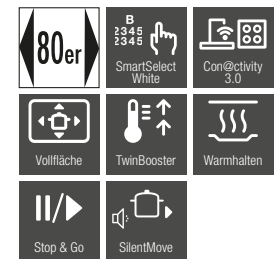 80er
B
2345
2345
SmartSelect
White
Con@ctivity
3.0
Vollfläche
TwinBooster
Warmhalten
Stop & Go
SilentMove